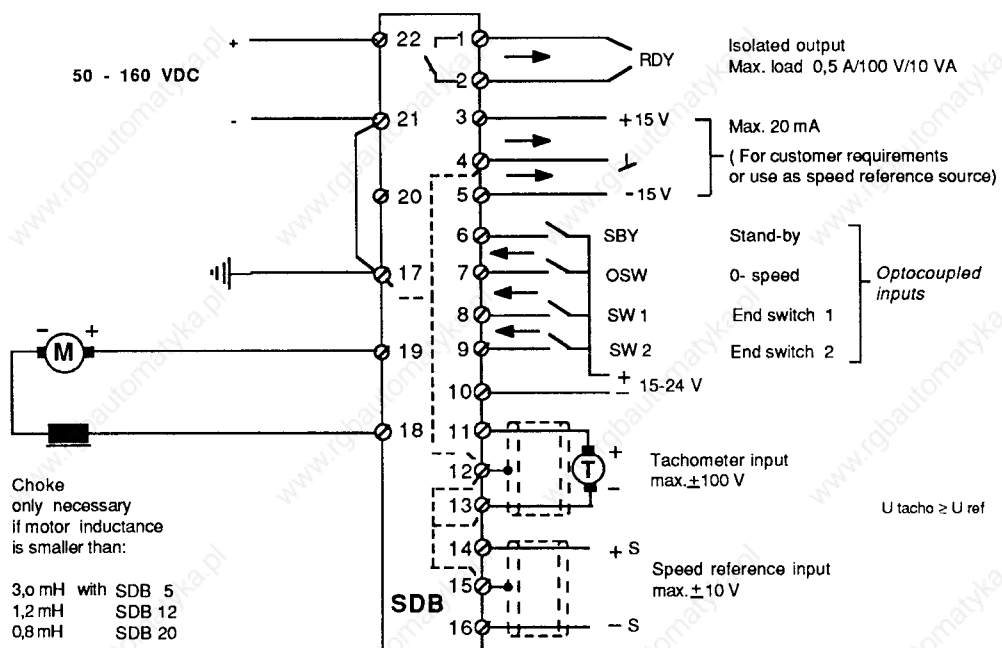 +
50 - 160 VDC
-
22
21
20
17
19
18
1
2
3
4
5
6
7
8
9
10
11
12
13
14
15
16
SDB
RDY
Isolated output
Max. load 0,5 A/100 V/10 VA
+ 15 V
- 15 V
Max. 20 mA
( For customer requirements
or use as speed reference source)
SBY Stand-by
OSW 0- speed
SW 1 End switch 1
SW 2 End switch 2
Optocoupled
inputs
+
− 15-24 V
- M +
T
+
−
Tachometer input
max. ± 100 V
U tacho ≥ U ref
+ S
Speed reference input
max. ± 10 V
− S
Choke
only necessary
if motor inductance
is smaller than:
3,o mH with SDB 5
1,2 mH SDB 12
0,8 mH SDB 20
www.rgbautomatyka.pl